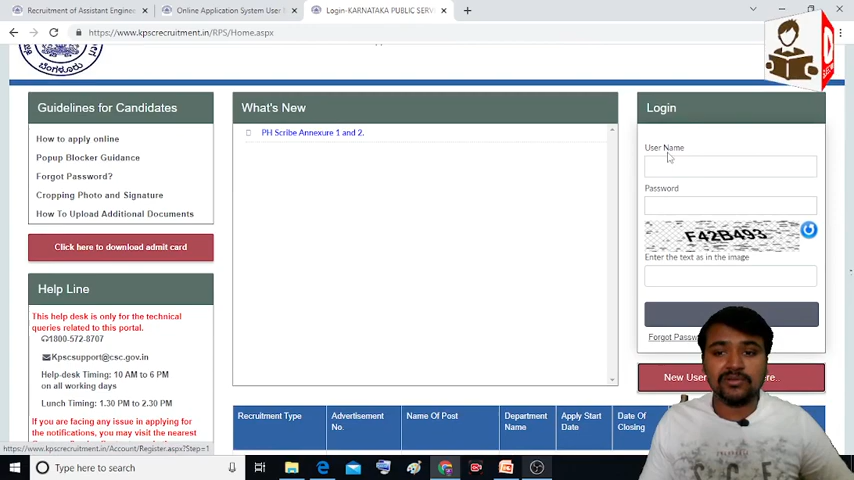 Recruitment of Assistant Enginee
Online Application System User
Login-KARNATAKA PUBLIC SERV
https://www.kpscrecruitment.in/RPS/Home.aspx
Guidelines for Candidates
How to apply online
Popup Blocker Guidance
Forgot Password?
Cropping Photo and Signature
How To Upload Additional Documents
Click here to download admit card
Help Line
This help desk is only for the technical
queries related to this portal.
1800-572-8707
Kpscsupport@csc.gov.in
Help-desk Timing: 10 AM to 6 PM
on all working days
Lunch Timing: 1.30 PM to 2.30 PM
If you are facing any issue in applying for
the notifications, you may visit the nearest
What's New
PH Scribe Annexure 1 and 2.
Login
User Name
Password
F42B493
Enter the text as in the image
Forgot Passw
New User
re..
Recruitment Type
Advertisement
No.
Name Of Post
Department
Name
Apply Start
Date
Date Of
Closing
https://www.kpscrecruitment.in/Account/Register.aspx?Step=1
Type here to search